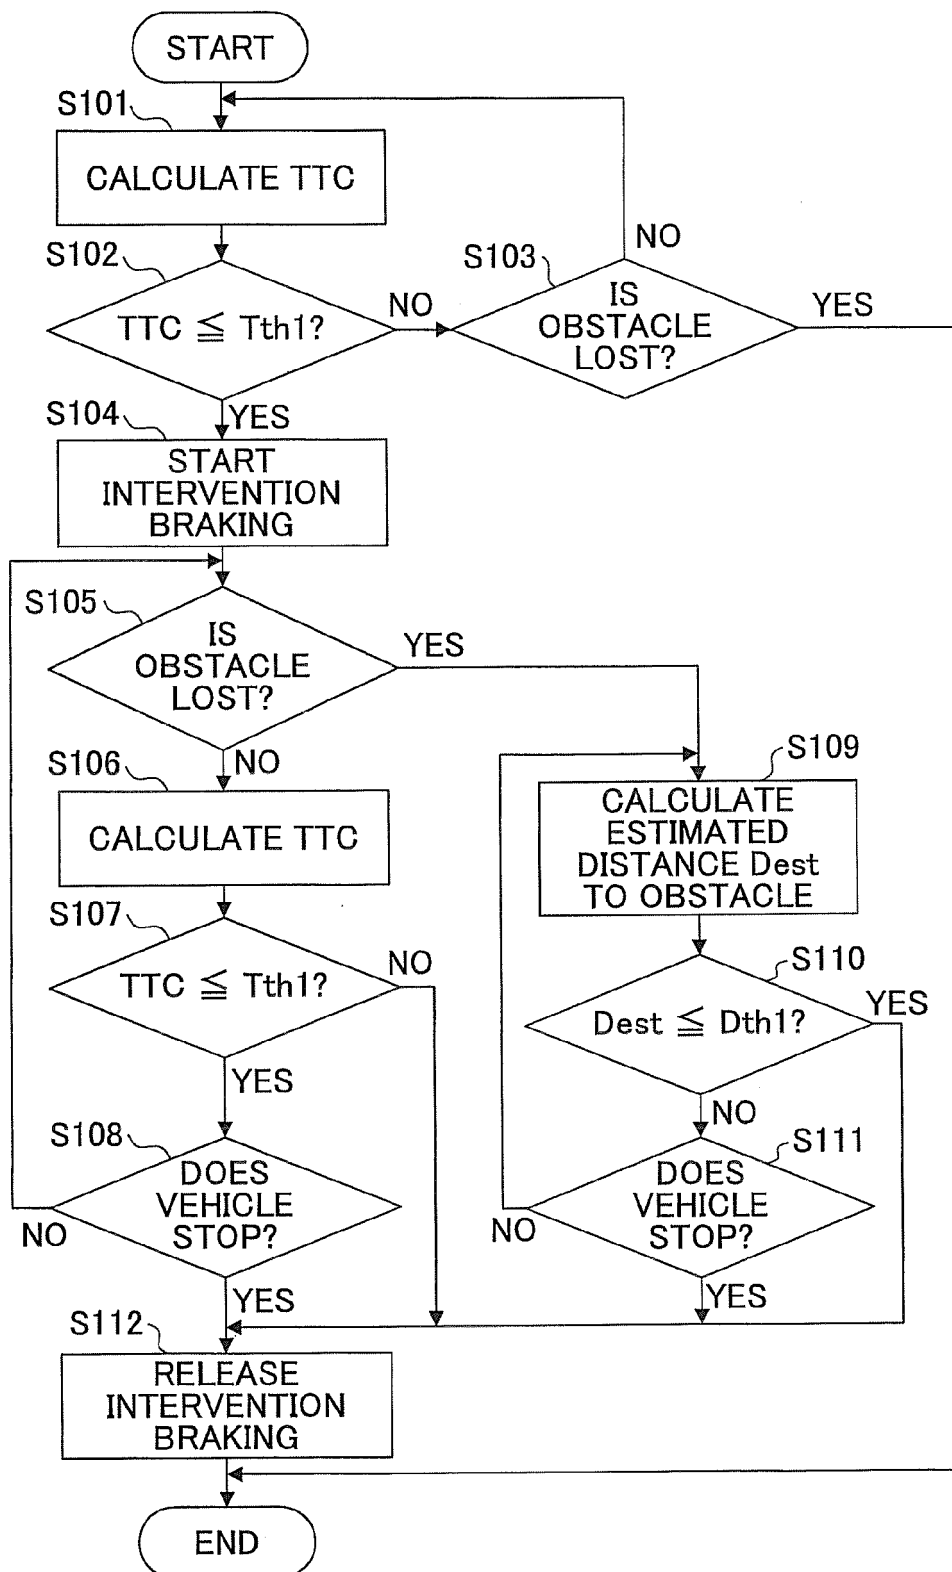 START
S101
CALCULATE TTC
S102
TTC ≦ Tth1?
NO
S103
IS
OBSTACLE
LOST?
NO
YES
YES
S104
START
INTERVENTION
BRAKING
S105
IS
OBSTACLE
LOST?
YES
NO
S106
CALCULATE TTC
S107
TTC ≦ Tth1?
NO
YES
S108
DOES
VEHICLE
STOP?
NO
YES
S109
CALCULATE
ESTIMATED
DISTANCE Dest
TO OBSTACLE
S110
Dest ≦ Dth1?
YES
NO
S111
DOES
VEHICLE
STOP?
NO
YES
S112
RELEASE
INTERVENTION
BRAKING
END